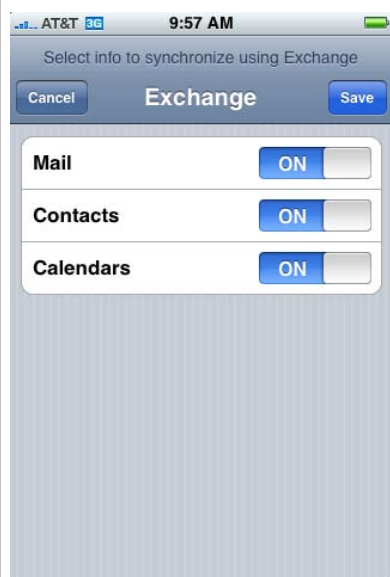 AT&T 3G 9:57 AM
Select info to synchronize using Exchange
Cancel Exchange Save
Mail ON
Contacts ON
Calendars ON